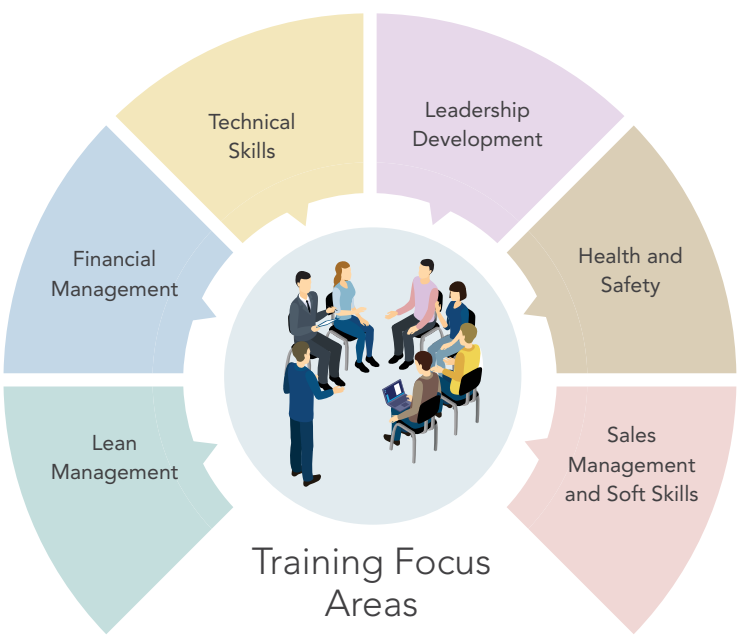 Technical
Skills
Leadership
Development
Financial
Management
Health and
Safety
Lean
Management
Sales
Management
and Soft Skills
Training Focus
Areas